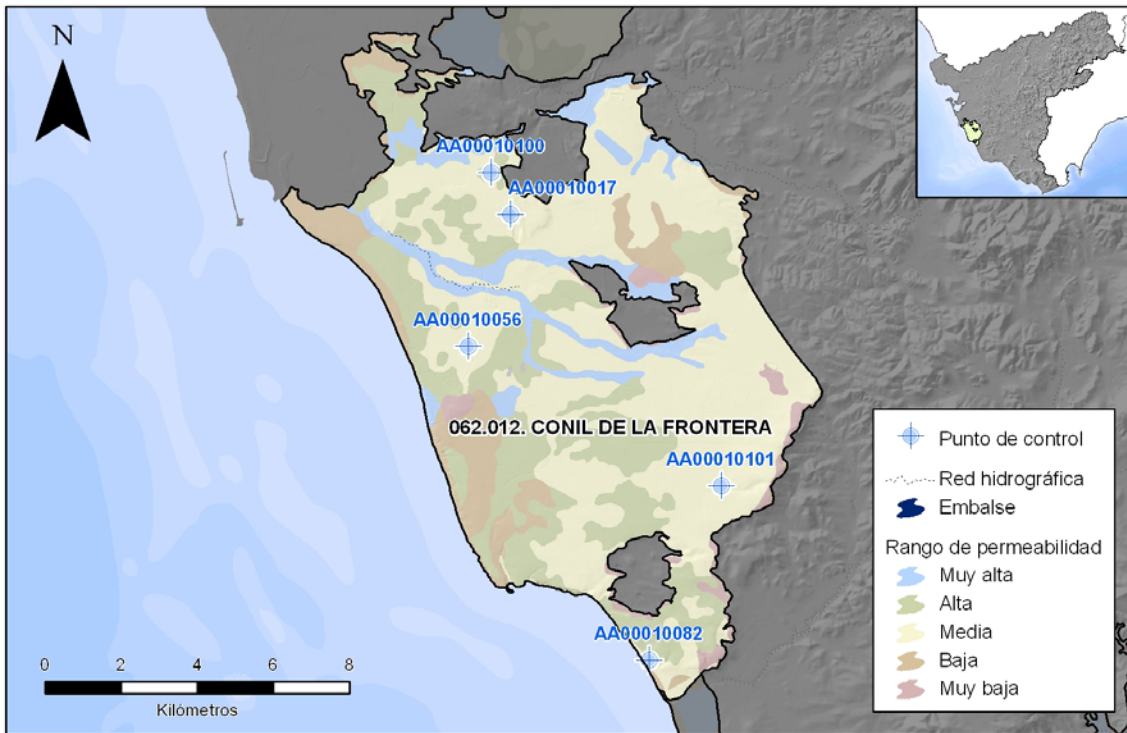 N
AA00010100
AA00010017
AA00010056
062.012. CONIL DE LA FRONTERA
AA00010101
AA00010082
0 2 4 6 8
Kilómetros
Punto de control
Red hidrográfica
Embalse
Rango de permeabilidad
Muy alta
Alta
Media
Baja
Muy baja